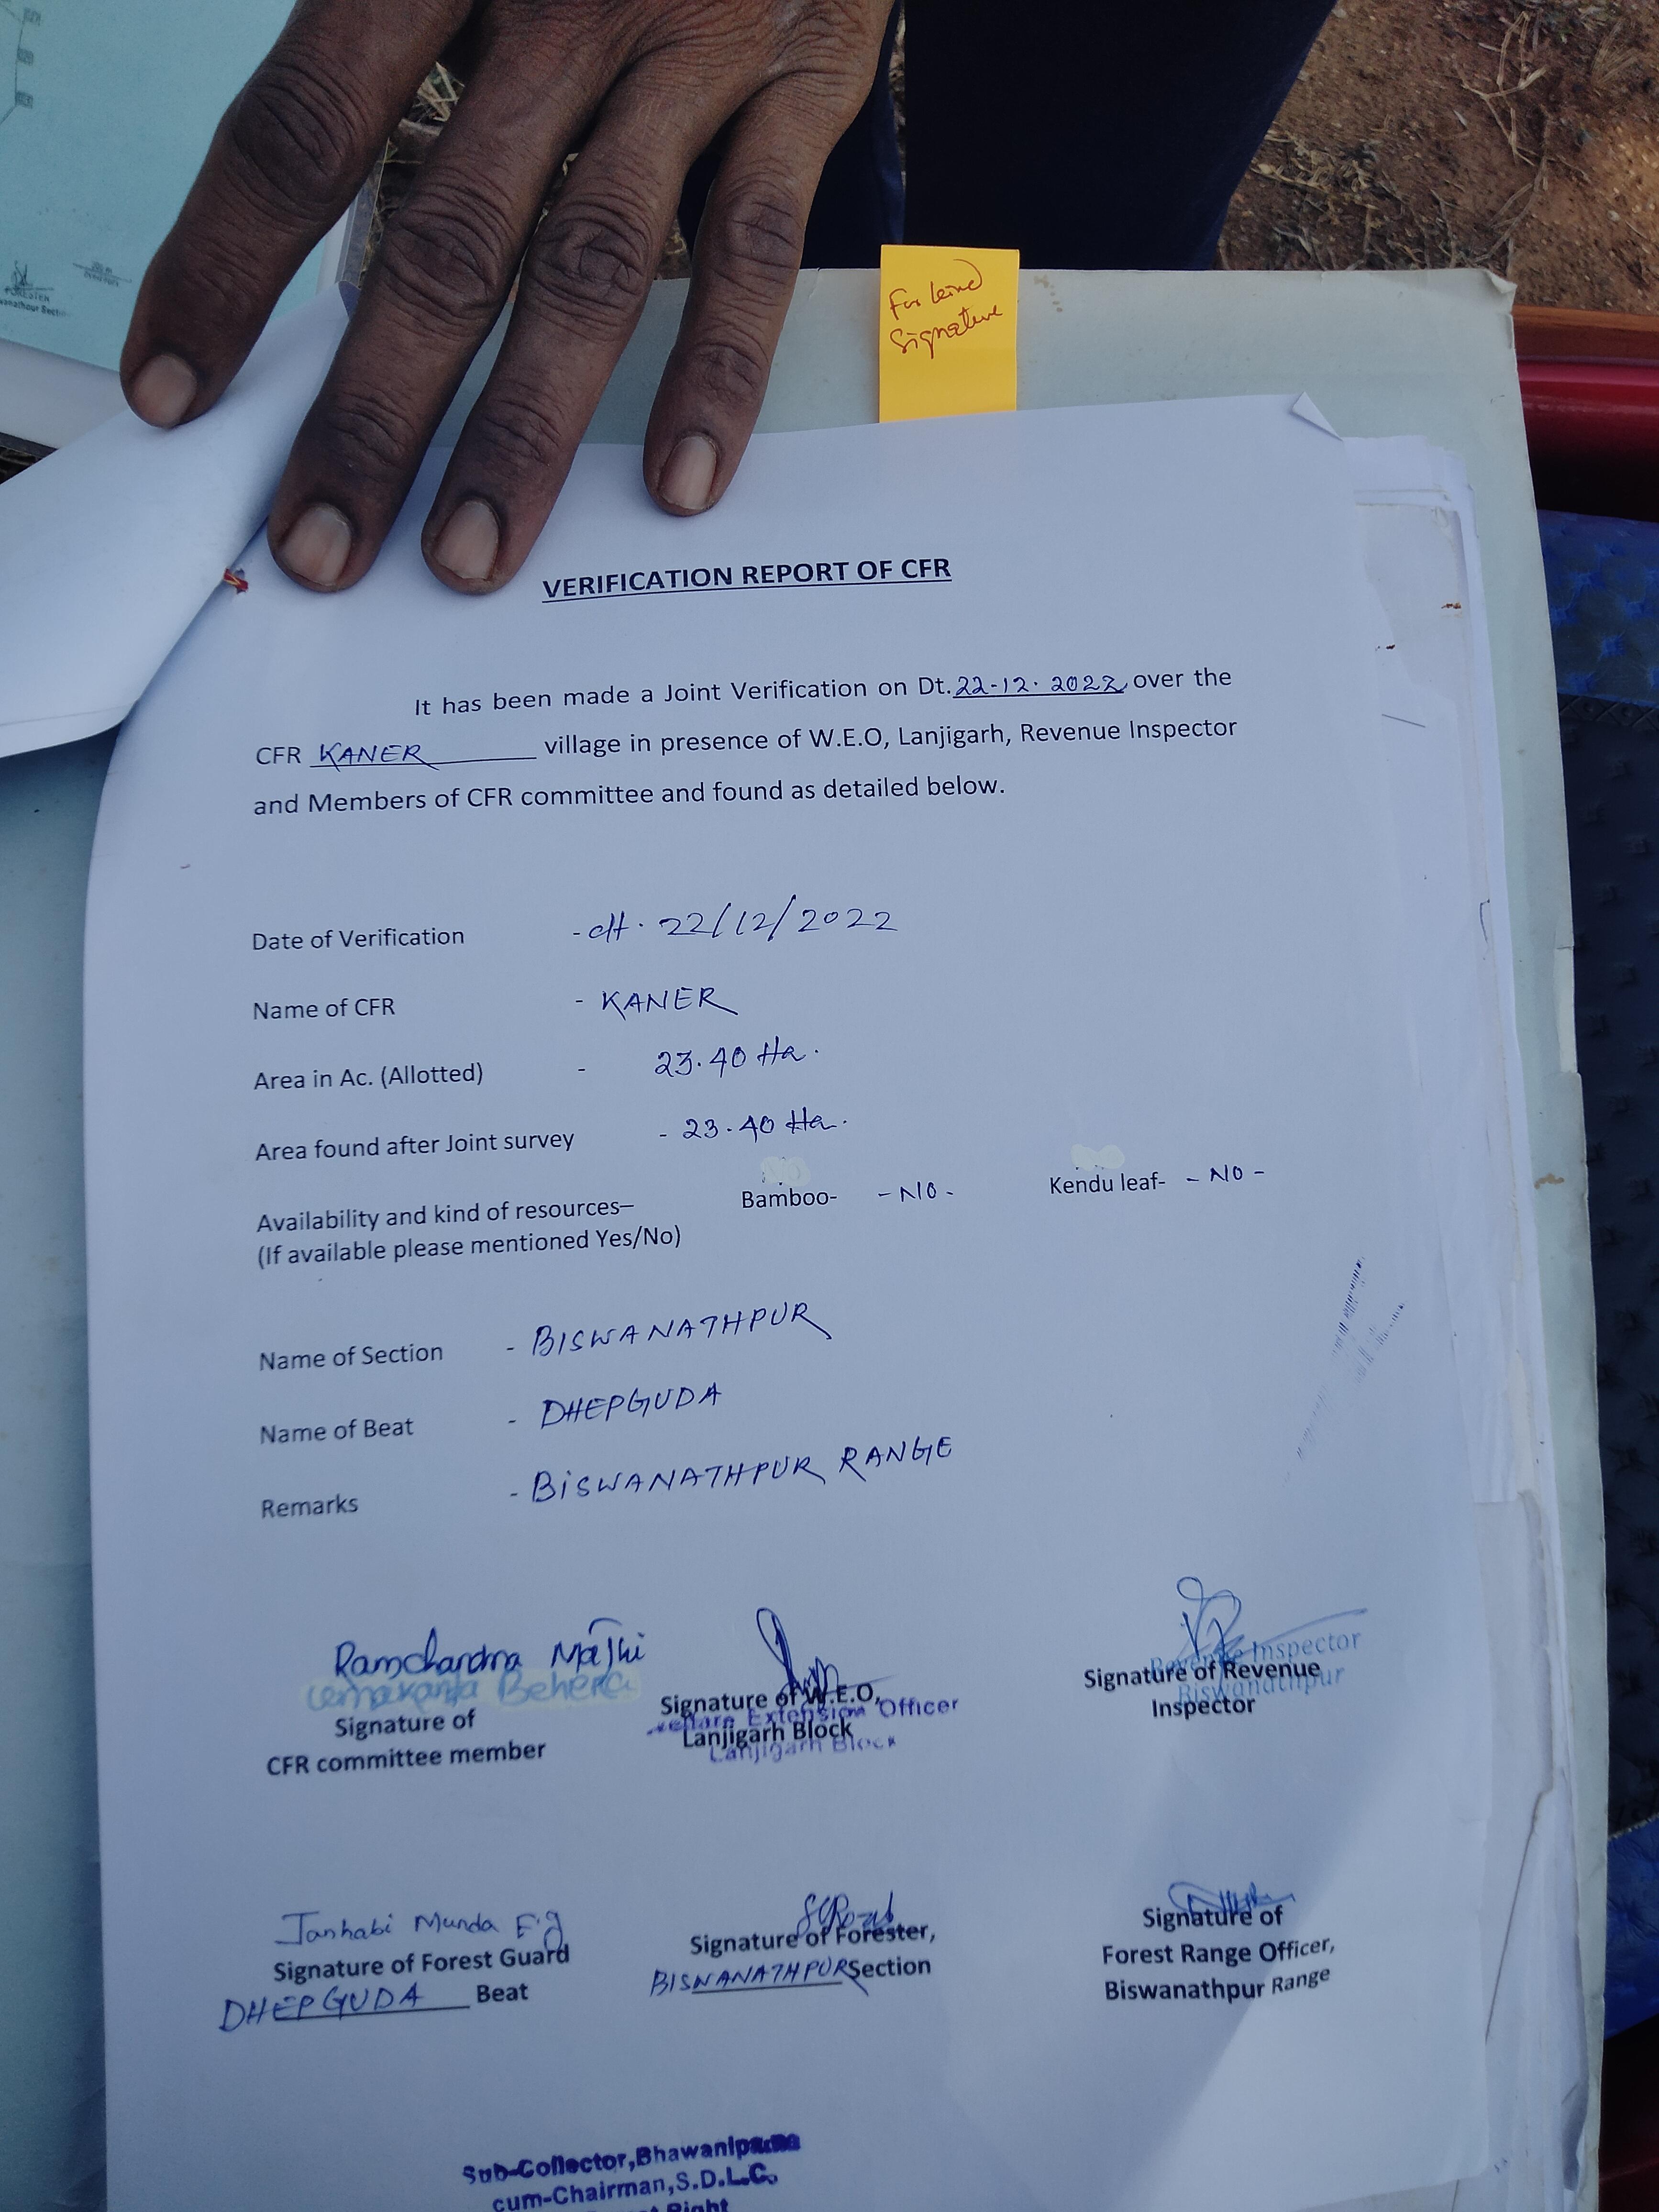 For kind
Signature
VERIFICATION REPORT OF CFR
It has been made a Joint Verification on Dt. 22-12-2022 over the
CFR KANER village in presence of W.E.O, Lanjigarh, Revenue Inspector
and Members of CFR committee and found as detailed below.
Date of Verification - dt. 22/12/2022
Name of CFR - KANER
Area in Ac. (Allotted) - 23.40 Ha.
Area found after Joint survey - 23.40 Ha.
Availability and kind of resources– Bamboo- - NO - Kendu leaf- - NO -
(If available please mentioned Yes/No)
Name of Section - BISWANATHPUR
Name of Beat - DHEPGUDA
Remarks - BISWANATHPUR RANGE
Ramchandra Majhi
Behera
Signature of
CFR committee member
Signature of W.E.O,
Welfare Extension Officer
Lanjigarh Block
Lanjigarh Block
Revenue Inspector
Signature of Revenue
Biswanathpur
Inspector
Janhabi Munda F.g
Signature of Forest Guard
DHEPGUDA Beat
Signature of Forester,
BISWANATHPUR Section
Signature of
Forest Range Officer,
Biswanathpur Range
Sub-Collector, Bhawanipatna
cum-Chairman, S.D.L.C.
Right